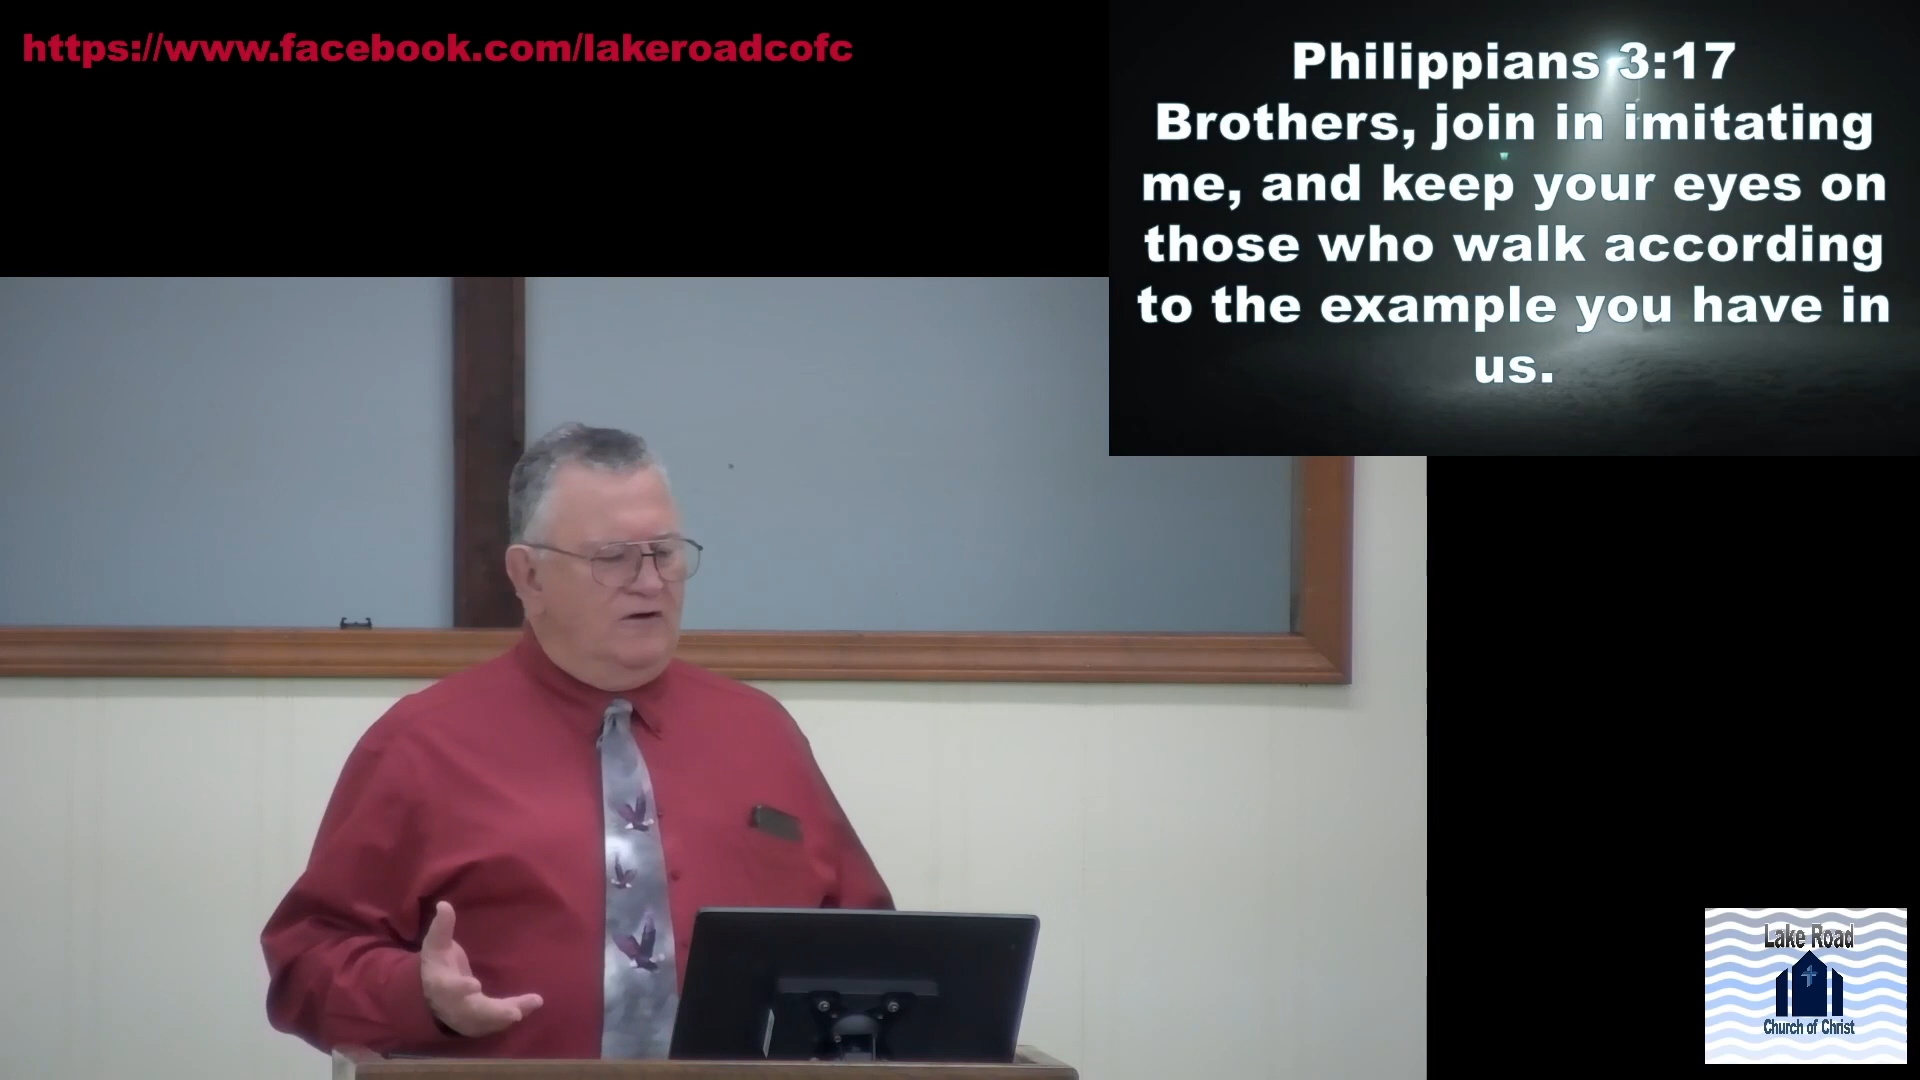 https://www.facebook.com/lakeroadcofc
Philippians 3:17
Brothers, join in imitating
me, and keep your eyes on
those who walk according
to the example you have in
us.
Lake Road
Church of Christ